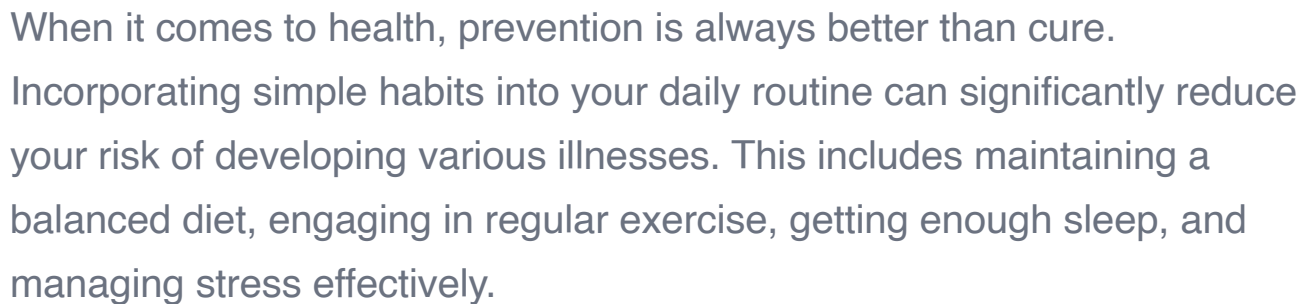 When it comes to health, prevention is always better than cure.
Incorporating simple habits into your daily routine can significantly reduce
your risk of developing various illnesses. This includes maintaining a
balanced diet, engaging in regular exercise, getting enough sleep, and
managing stress effectively.